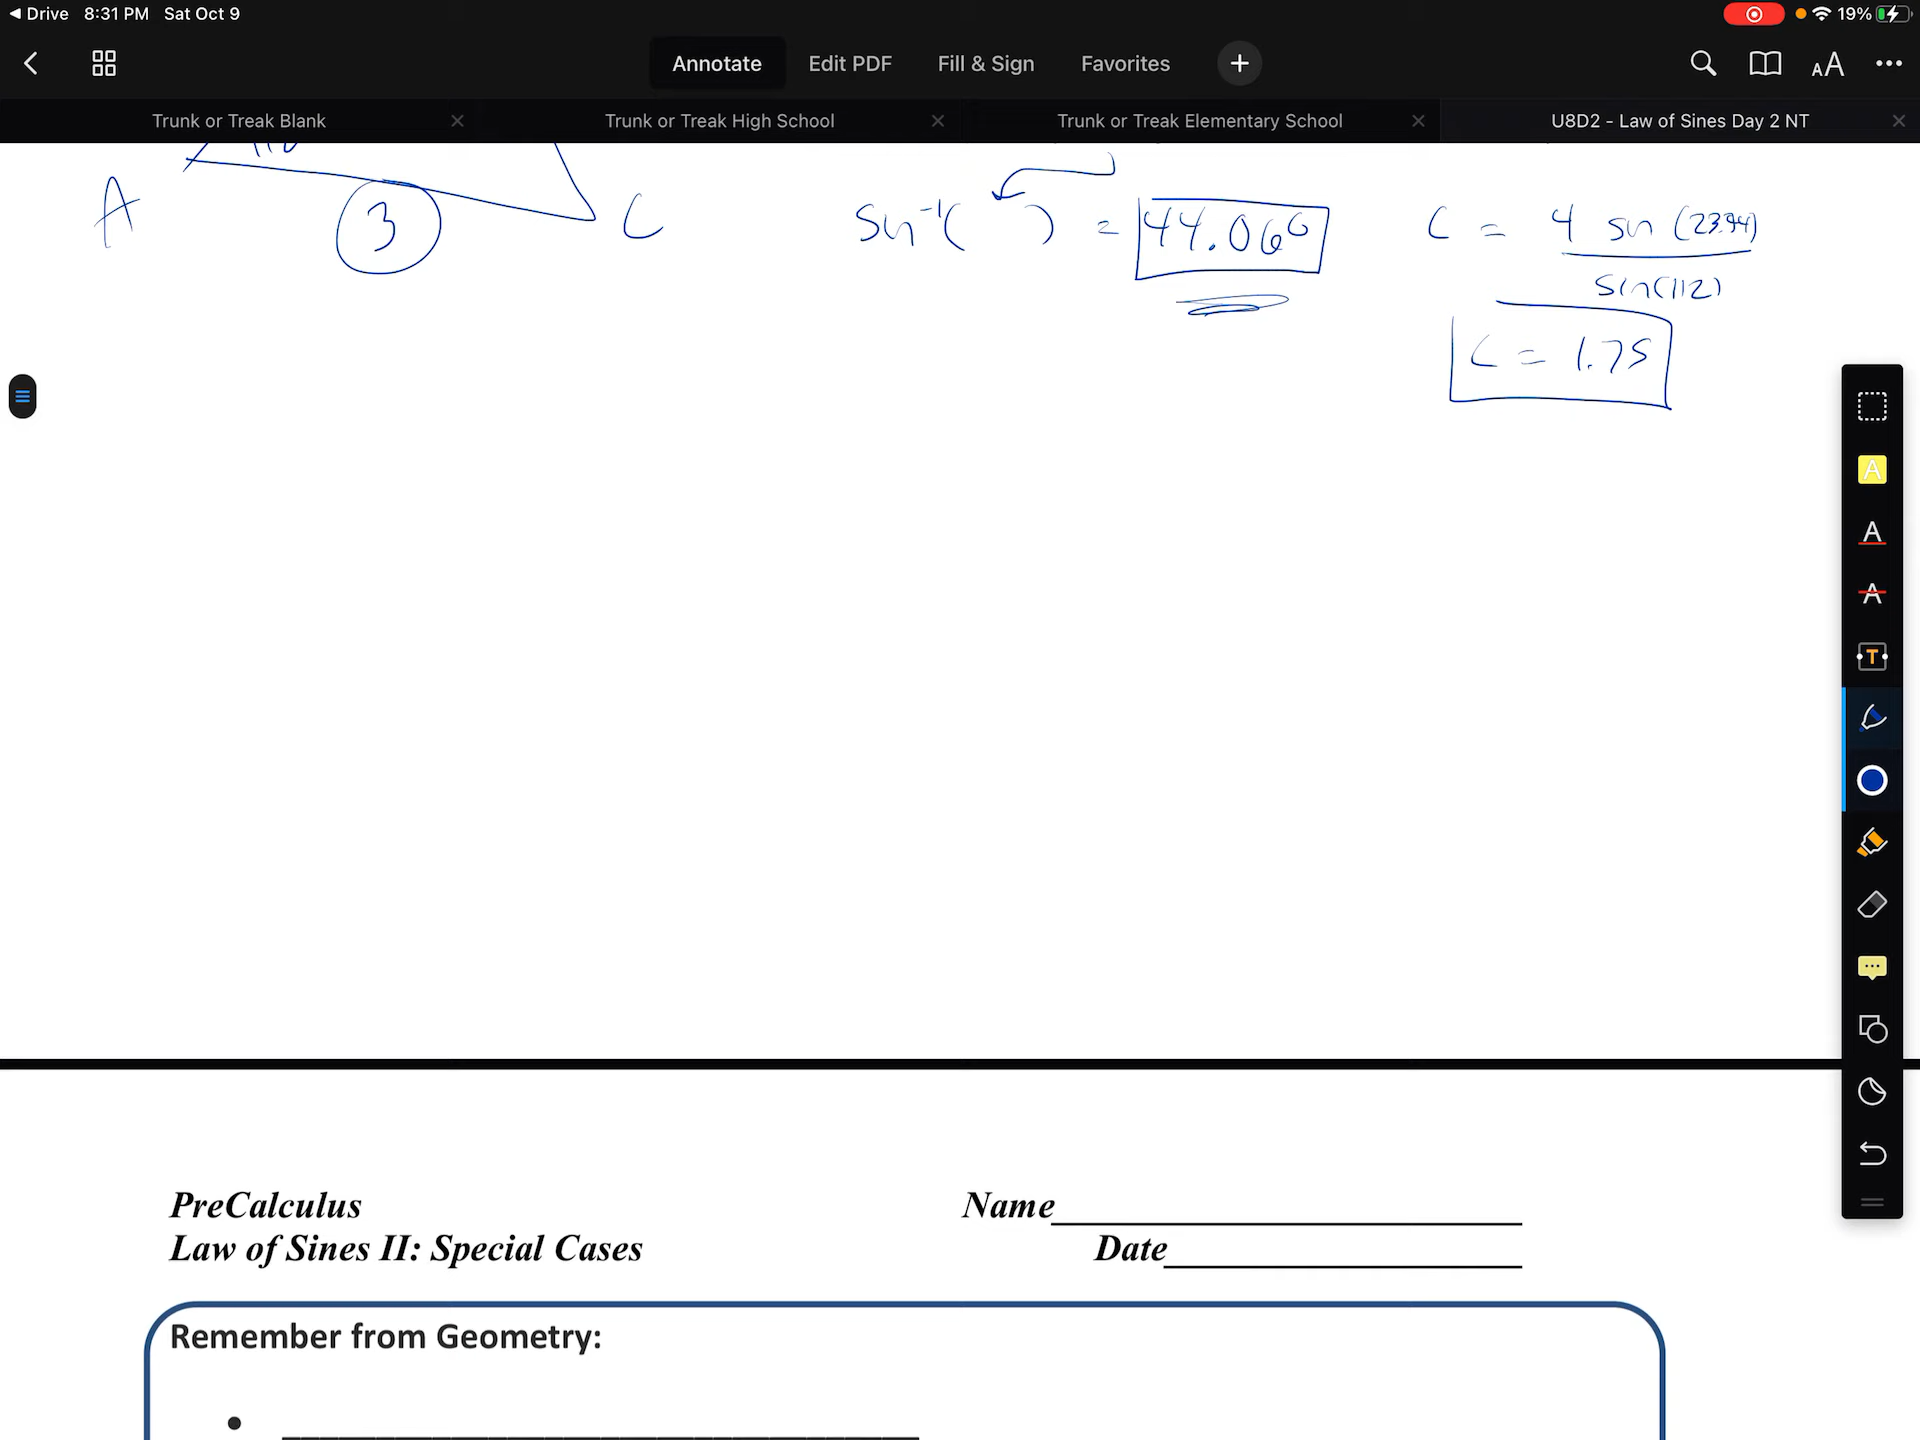 Drive 8:31 PM Sat Oct 9 19%
Annotate Edit PDF Fill & Sign Favorites
Trunk or Treak Blank Trunk or Treak High School Trunk or Treak Elementary School U8D2 - Law of Sines Day 2 NT
A 3 C
Sin⁻¹( ) = 44.06° C = 4 sin (23.94)
sin(112)
C = 1.75
PreCalculus Name
Law of Sines II: Special Cases Date
Remember from Geometry: